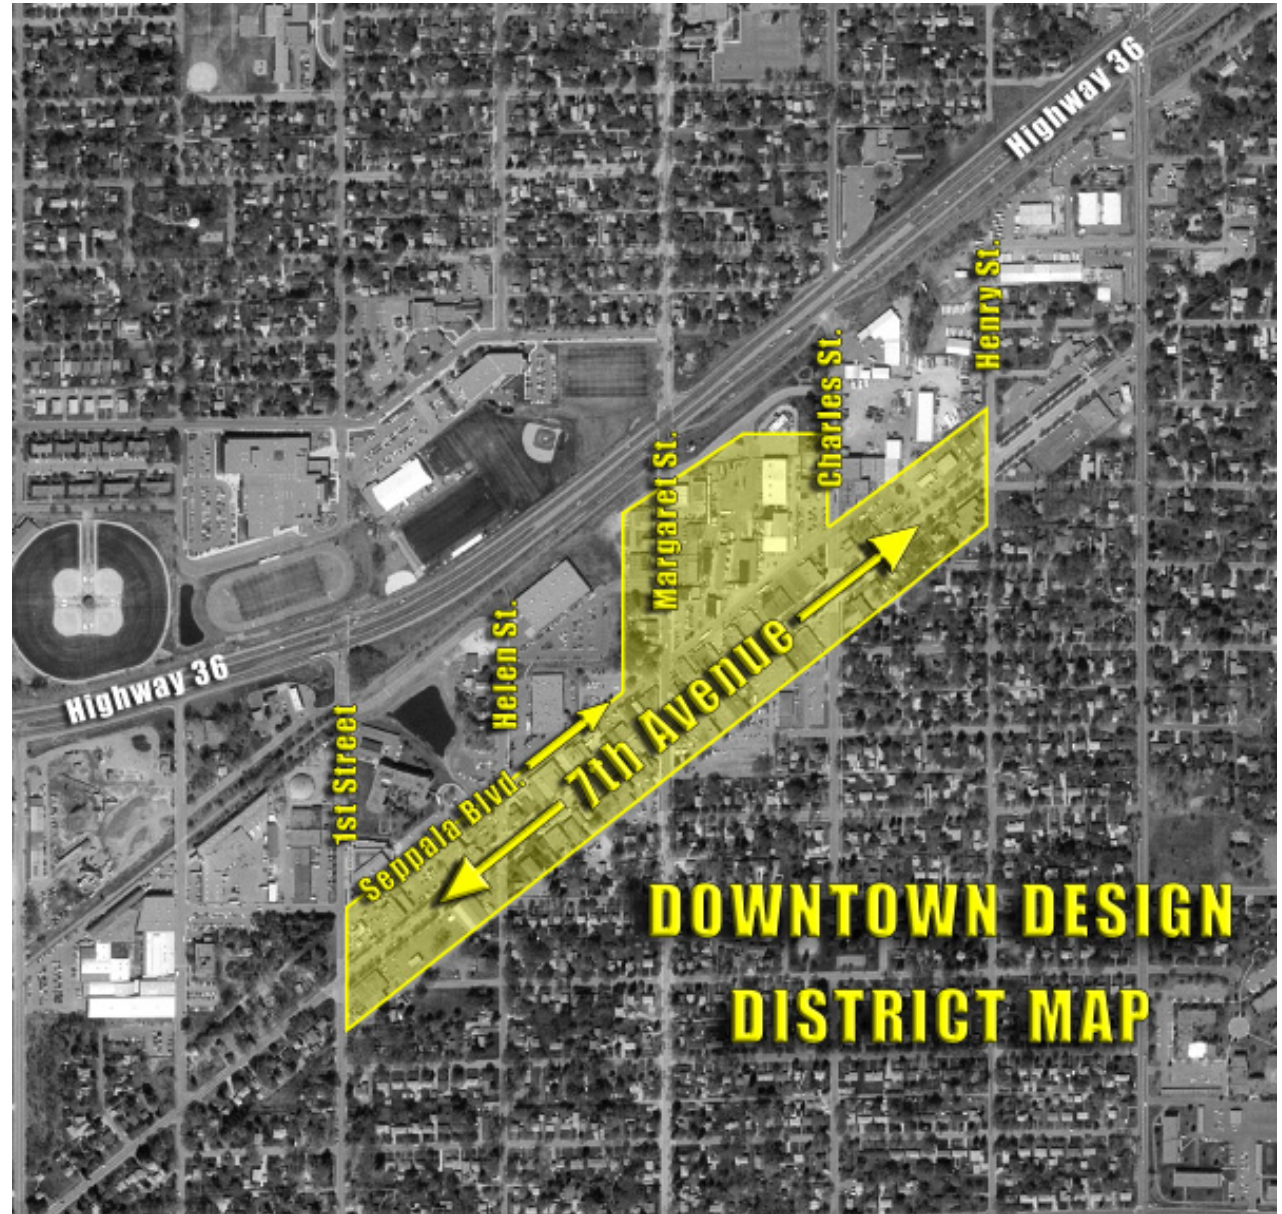 Highway 36
Henry St.
Charles St.
Margaret St.
Helen St.
Highway 36
1st Street
7th Avenue
Seppala Blvd.
DOWNTOWN DESIGN
DISTRICT MAP